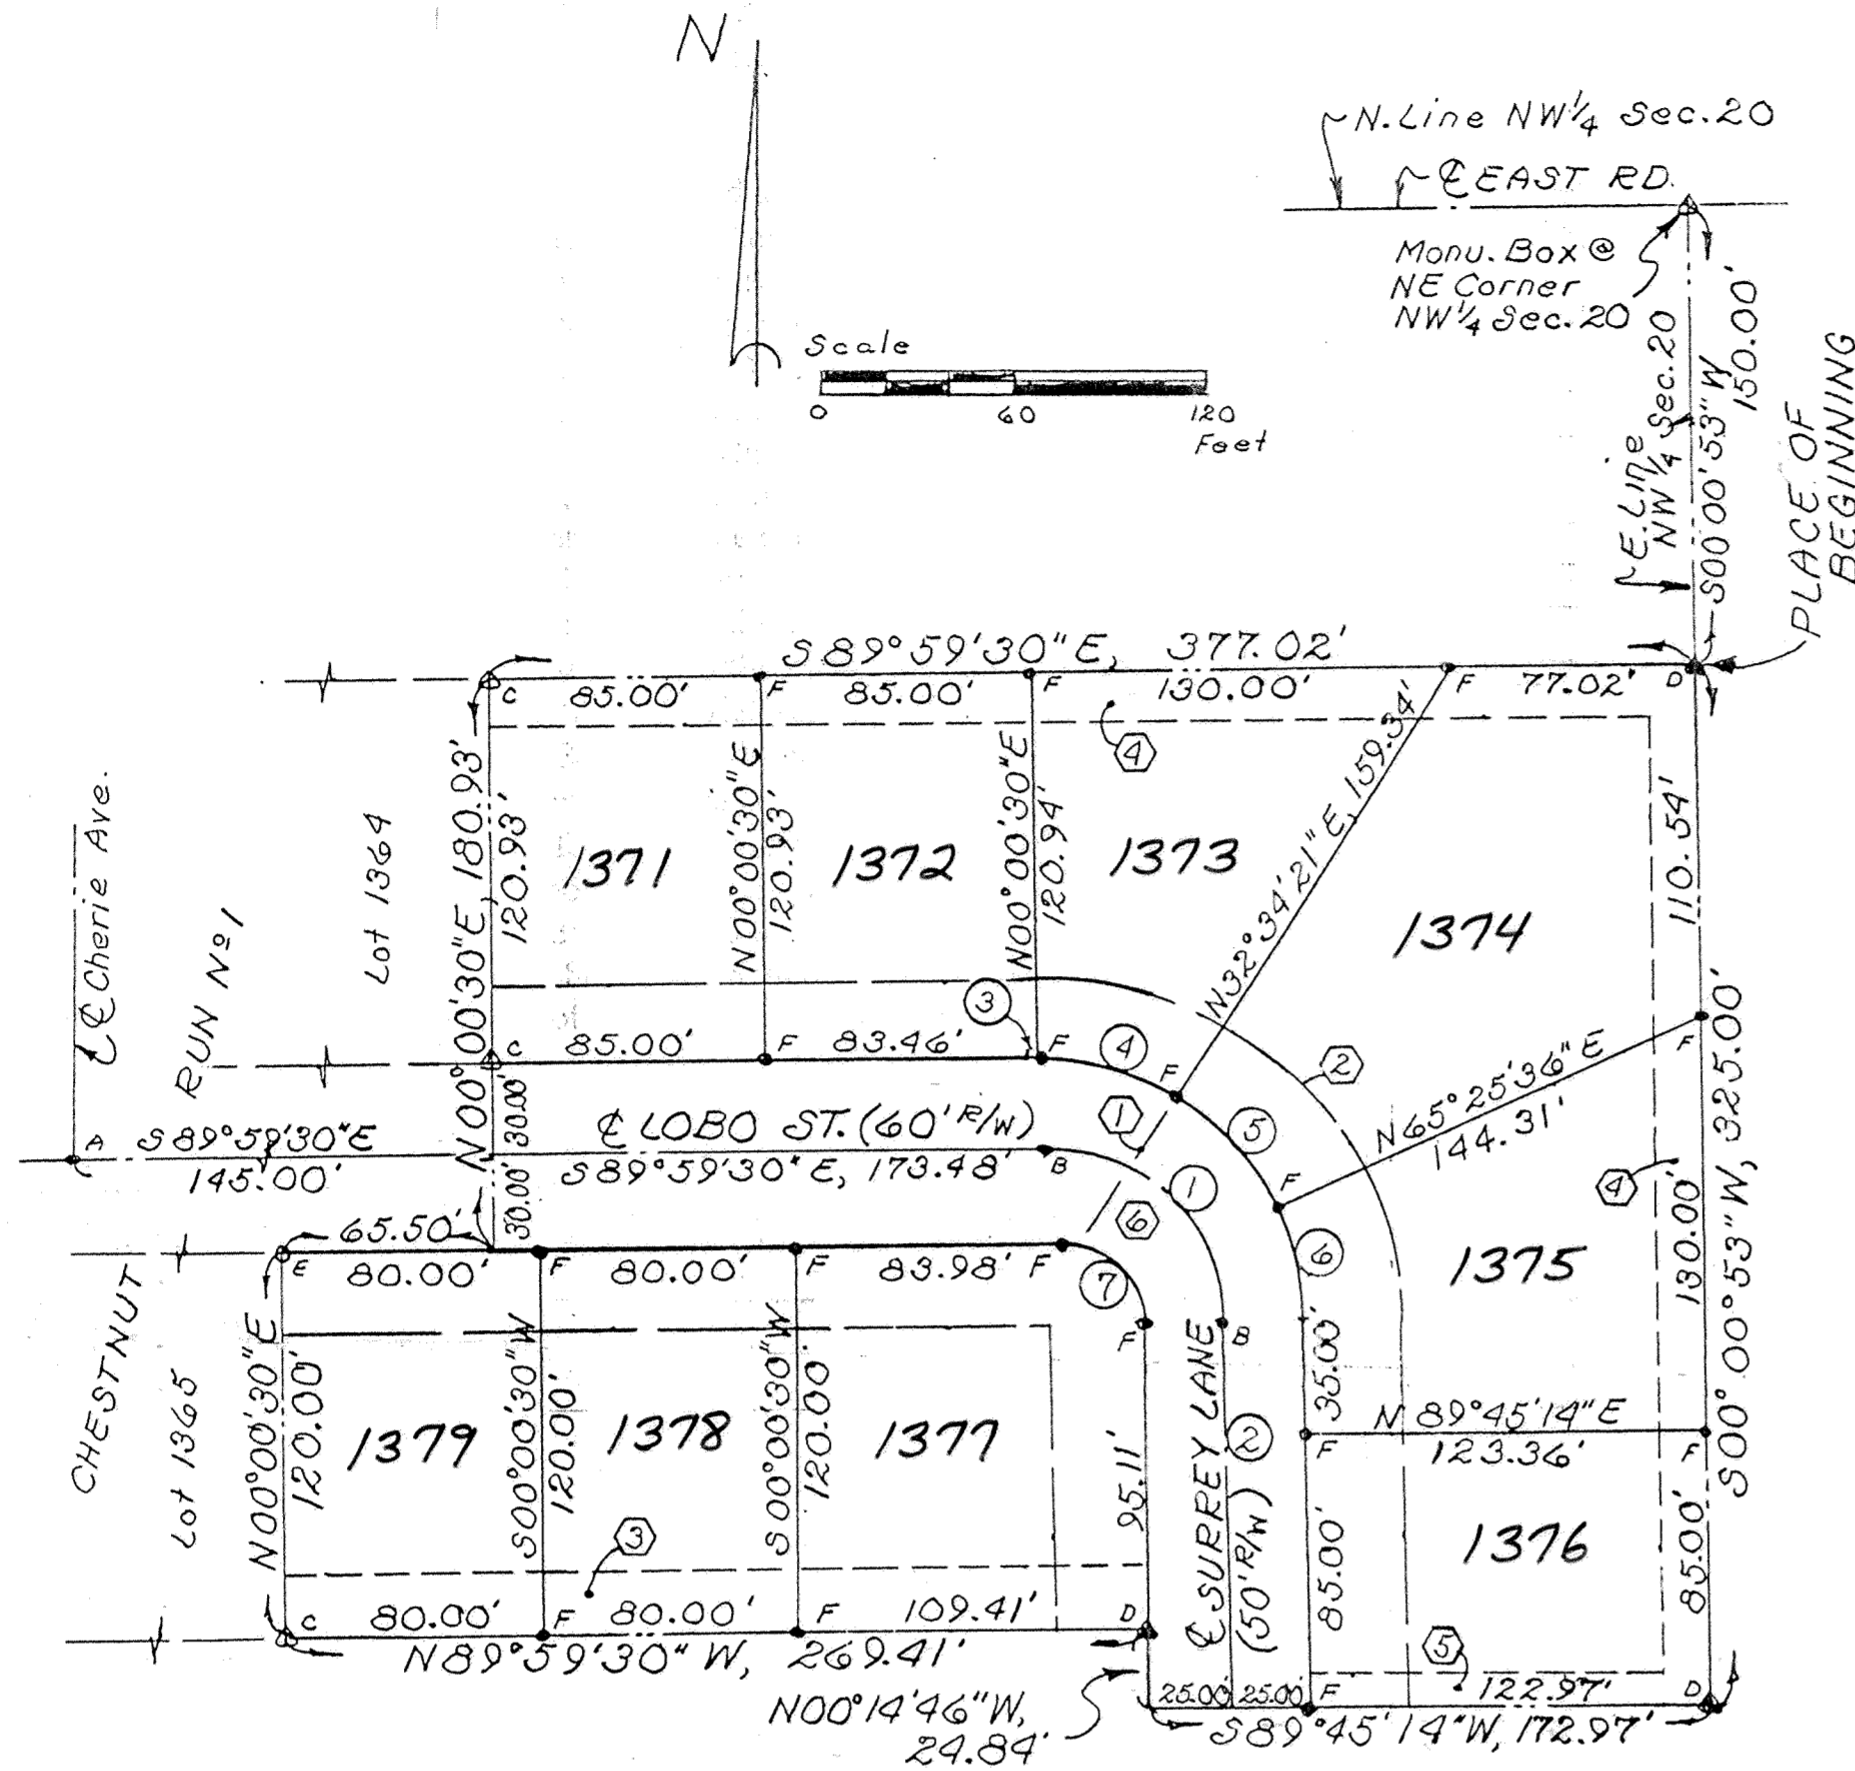 N
N. Line NW¼ Sec. 20
℄ EAST RD.
Monu. Box @
NE Corner
NW¼ Sec. 20
E. Line
NW¼ Sec. 20
S00°00'53"W
150.00'
PLACE OF
BEGINNING
Scale
0 60 120
Feet
S89°59'30"E, 377.02'
C 85.00' F 85.00' F 130.00' F 77.02' D
4
N00°00'30"E, 180.93'
120.93'
N00°00'30"E
120.93'
N00°00'30"E
120.94'
N32°34'21"E, 159.34'
110.54'
1371
1372
1373
1374
℄ Cherie Ave.
RUN Nº 1
Lot 1364
3
C 85.00' F 83.46' F
4
F
2
1
5
N65°25'36"E
144.31'
F
F
30.00'
℄ LOBO ST. (60' R/W)
A S89°59'30"E
145.00'
S89°59'30"E, 173.48'
B
1
6
6
4
130.00'
S00°00'53"W, 325.00'
30.00'
65.50'
E 80.00' F 80.00' F 83.98' F
7
F
B
1375
35.00'
CHESTNUT
Lot 1365
N00°00'30"E
120.00'
S00°00'30"W
120.00'
S00°00'30"W
120.00'
1379
1378
1377
95.11'
℄ SURREY LANE
(50' R/W)
2
N89°45'14"E
F 123.36' F
1376
85.00'
85.00'
3
C 80.00' F 80.00' F 109.41' D
N89°59'30"W, 269.41'
5
N00°14'46"W,
24.84'
25.00' 25.00' F 122.97' D
S89°45'14"W, 172.97'